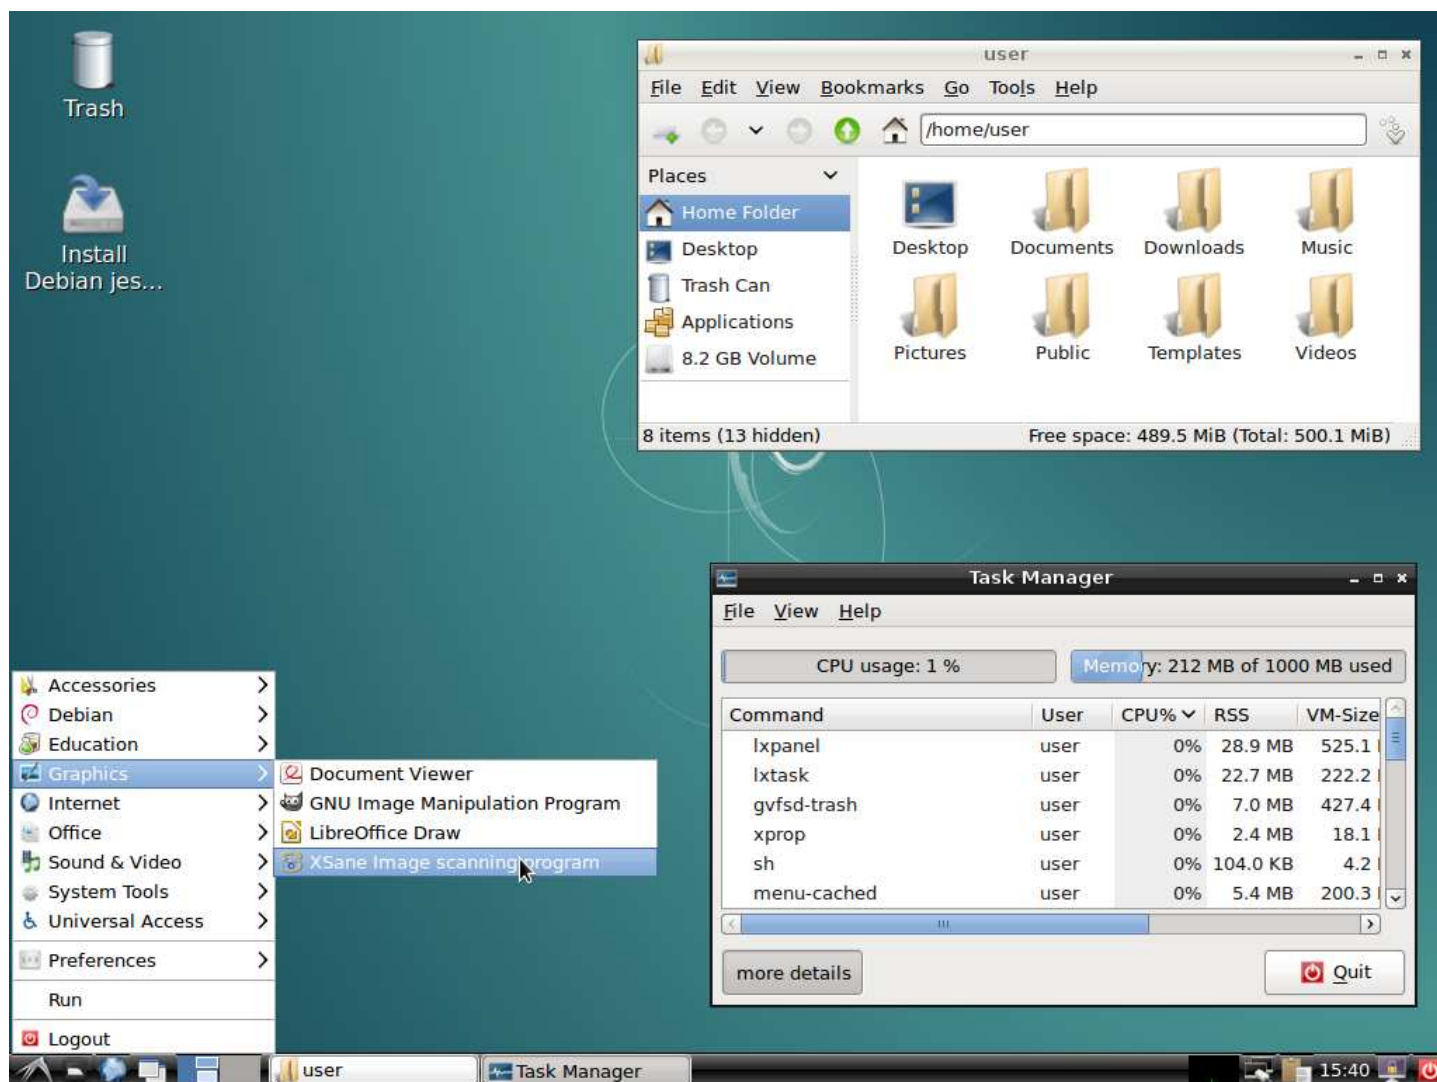 Trash
Install
Debian jes...
user
File Edit View Bookmarks Go Tools Help
/home/user
Places
Home Folder
Desktop
Trash Can
Applications
8.2 GB Volume
Desktop Documents Downloads Music
Pictures Public Templates Videos
8 items (13 hidden) Free space: 489.5 MiB (Total: 500.1 MiB)
Task Manager
File View Help
CPU usage: 1 % Memory: 212 MB of 1000 MB used
Command User CPU% RSS VM-Size
lxpanel user 0% 28.9 MB 525.1
lxtask user 0% 22.7 MB 222.2
gvfsd-trash user 0% 7.0 MB 427.4
xprop user 0% 2.4 MB 18.1
sh user 0% 104.0 KB 4.2
menu-cached user 0% 5.4 MB 200.3
more details Quit
Accessories
Debian
Education
Graphics
Internet
Office
Sound & Video
System Tools
Universal Access
Preferences
Run
Logout
Document Viewer
GNU Image Manipulation Program
LibreOffice Draw
XSane Image scanning program
user Task Manager 15:40